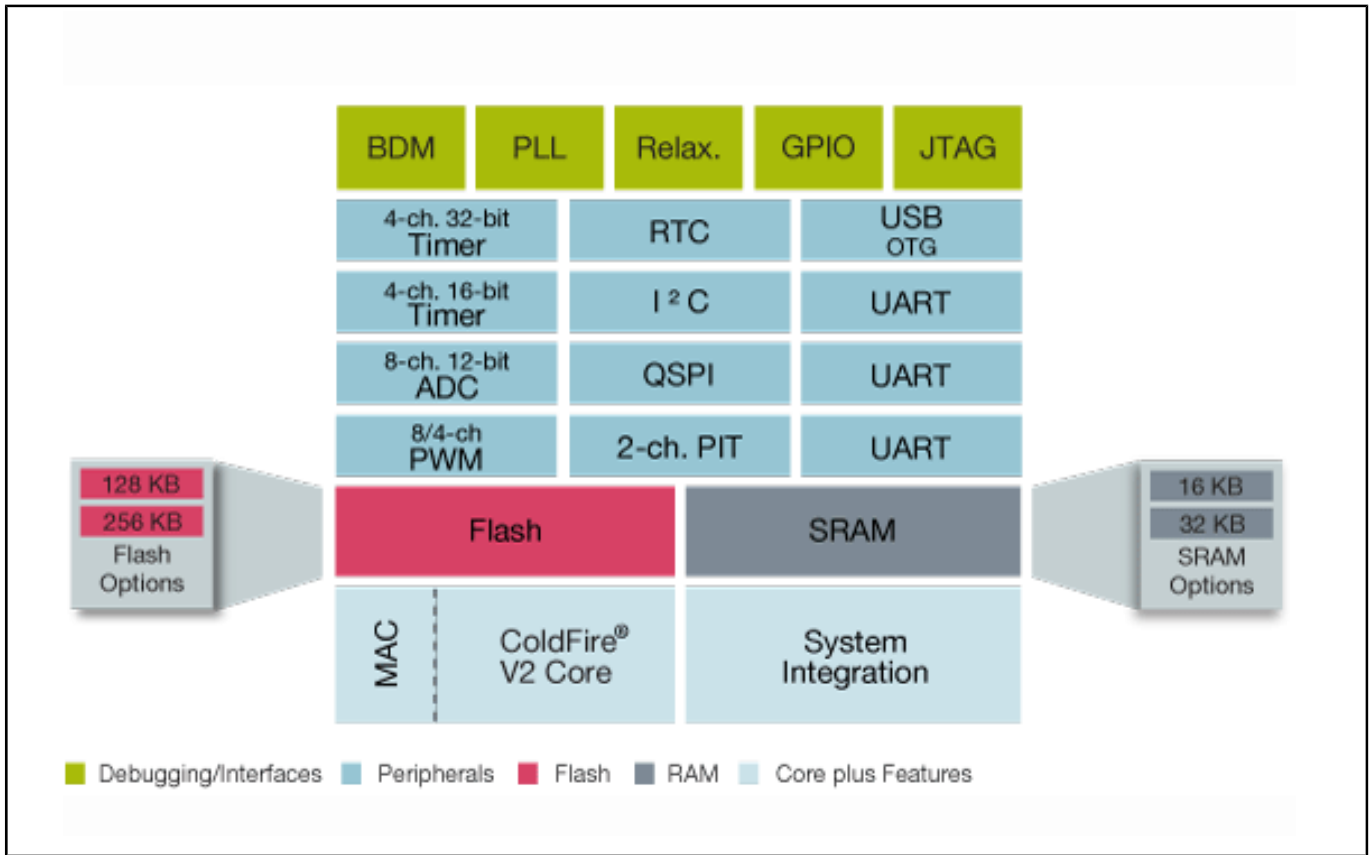 BDM PLL Relax. GPIO JTAG
4-ch. 32-bit
Timer
RTC
USB
OTG
4-ch. 16-bit
Timer
I ² C
UART
8-ch. 12-bit
ADC
QSPI
UART
8/4-ch
PWM
2-ch. PIT
UART
128 KB
256 KB
Flash
Options
Flash
SRAM
16 KB
32 KB
SRAM
Options
MAC
ColdFire®
V2 Core
System
Integration
Debugging/Interfaces Peripherals Flash RAM Core plus Features